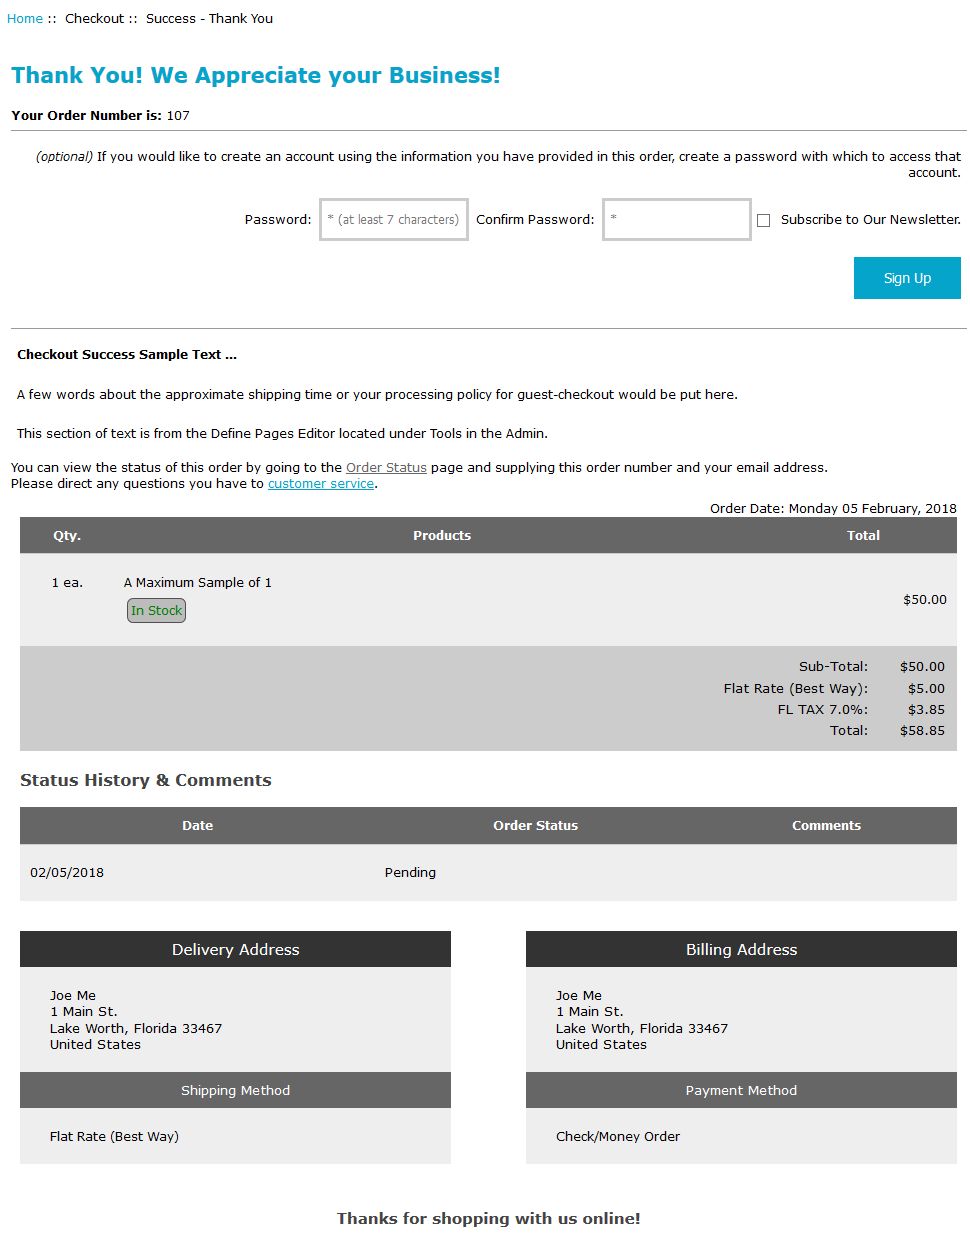 Home :: Checkout :: Success - Thank You
Thank You! We Appreciate your Business!
Your Order Number is: 107
(optional) If you would like to create an account using the information you have provided in this order, create a password with which to access that
account.
Password: * (at least 7 characters) Confirm Password: * Subscribe to Our Newsletter.
Sign Up
Checkout Success Sample Text ...
A few words about the approximate shipping time or your processing policy for guest-checkout would be put here.
This section of text is from the Define Pages Editor located under Tools in the Admin.
You can view the status of this order by going to the Order Status page and supplying this order number and your email address.
Please direct any questions you have to customer service.
Order Date: Monday 05 February, 2018
Qty. Products Total
1 ea. A Maximum Sample of 1
In Stock
$50.00
Sub-Total: $50.00
Flat Rate (Best Way): $5.00
FL TAX 7.0%: $3.85
Total: $58.85
Status History & Comments
Date Order Status Comments
02/05/2018 Pending
Delivery Address
Joe Me
1 Main St.
Lake Worth, Florida 33467
United States
Shipping Method
Flat Rate (Best Way)
Billing Address
Joe Me
1 Main St.
Lake Worth, Florida 33467
United States
Payment Method
Check/Money Order
Thanks for shopping with us online!